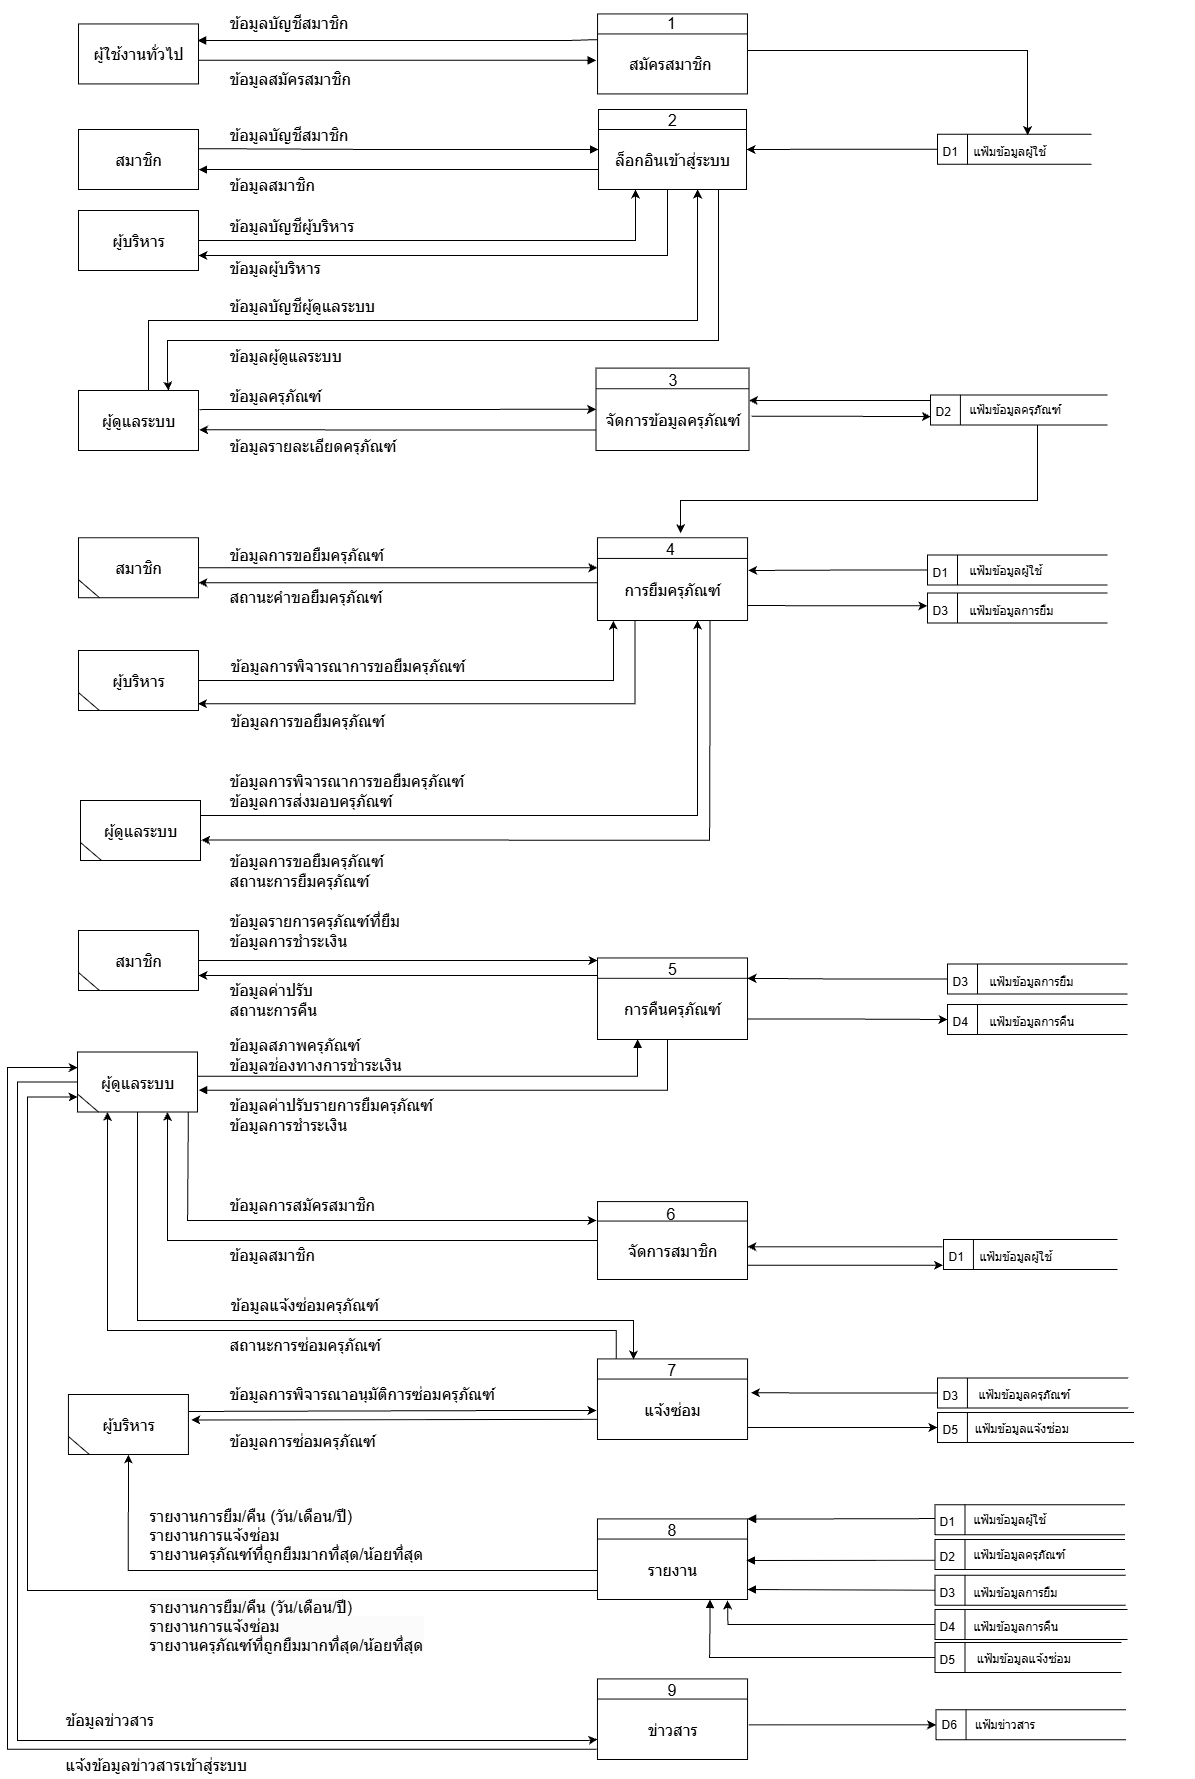 ข้อมูลบัญชีสมาชิก
1
ผู้ใช้งานทั่วไป
สมัครสมาชิก
ข้อมูลสมัครสมาชิก
ข้อมูลบัญชีสมาชิก
2
สมาชิก
ล็อกอินเข้าสู่ระบบ
D1 แฟ้มข้อมูลผู้ใช้
ข้อมูลสมาชิก
ข้อมูลบัญชีผู้บริหาร
ผู้บริหาร
ข้อมูลผู้บริหาร
ข้อมูลบัญชีผู้ดูแลระบบ
ข้อมูลผู้ดูแลระบบ
3
ข้อมูลครุภัณฑ์
ผู้ดูแลระบบ
จัดการข้อมูลครุภัณฑ์
D2 แฟ้มข้อมูลครุภัณฑ์
ข้อมูลรายละเอียดครุภัณฑ์
4
ข้อมูลการขอยืมครุภัณฑ์
สมาชิก
การยืมครุภัณฑ์
D1 แฟ้มข้อมูลผู้ใช้
สถานะคำขอยืมครุภัณฑ์
D3 แฟ้มข้อมูลการยืม
ข้อมูลการพิจารณาการขอยืมครุภัณฑ์
ผู้บริหาร
ข้อมูลการขอยืมครุภัณฑ์
ข้อมูลการพิจารณาการขอยืมครุภัณฑ์
ข้อมูลการส่งมอบครุภัณฑ์
ผู้ดูแลระบบ
ข้อมูลการขอยืมครุภัณฑ์
สถานะการยืมครุภัณฑ์
ข้อมูลรายการครุภัณฑ์ที่ยืม
ข้อมูลการชำระเงิน
สมาชิก
5
การคืนครุภัณฑ์
D3 แฟ้มข้อมูลการยืม
ข้อมูลค่าปรับ
สถานะการคืน
D4 แฟ้มข้อมูลการคืน
ข้อมูลสภาพครุภัณฑ์
ข้อมูลช่องทางการชำระเงิน
ผู้ดูแลระบบ
ข้อมูลค่าปรับรายการยืมครุภัณฑ์
ข้อมูลการชำระเงิน
ข้อมูลการสมัครสมาชิก
6
จัดการสมาชิก
ข้อมูลสมาชิก
D1 แฟ้มข้อมูลผู้ใช้
ข้อมูลแจ้งซ่อมครุภัณฑ์
สถานะการซ่อมครุภัณฑ์
7
ข้อมูลการพิจารณาอนุมัติการซ่อมครุภัณฑ์
D3 แฟ้มข้อมูลครุภัณฑ์
ผู้บริหาร
แจ้งซ่อม
D5 แฟ้มข้อมูลแจ้งซ่อม
ข้อมูลการซ่อมครุภัณฑ์
รายงานการยืม/คืน (วัน/เดือน/ปี)
รายงานการแจ้งซ่อม
รายงานครุภัณฑ์ที่ถูกยืมมากที่สุด/น้อยที่สุด
8
รายงาน
D1 แฟ้มข้อมูลผู้ใช้
D2 แฟ้มข้อมูลครุภัณฑ์
D3 แฟ้มข้อมูลการยืม
D4 แฟ้มข้อมูลการคืน
D5 แฟ้มข้อมูลแจ้งซ่อม
รายงานการยืม/คืน (วัน/เดือน/ปี)
รายงานการแจ้งซ่อม
รายงานครุภัณฑ์ที่ถูกยืมมากที่สุด/น้อยที่สุด
9
ข้อมูลข่าวสาร
ข่าวสาร
D6 แฟ้มข่าวสาร
แจ้งข้อมูลข่าวสารเข้าสู่ระบบ